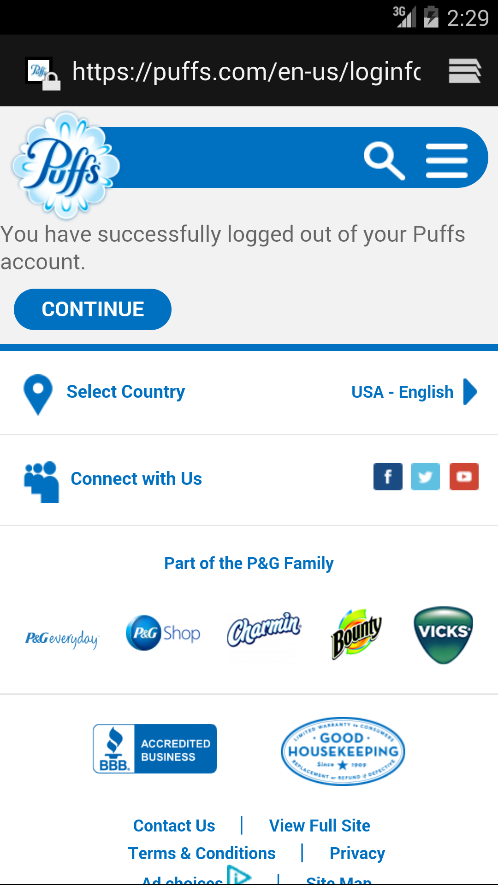 3G 2:29
https://puffs.com/en-us/loginfo
Puffs
Puffs
You have successfully logged out of your Puffs
account.
CONTINUE
Select Country USA - English
Connect with Us
Part of the P&G Family
P&G everyday P&G Shop Charmin Bounty VICKS
BBB. ACCREDITED
BUSINESS
LIMITED WARRANTY TO CONSUMERS
GOOD
HOUSEKEEPING
Since 1909
REPLACEMENT OR REFUND IF DEFECTIVE
Contact Us | View Full Site
Terms & Conditions | Privacy
Ad choices | Site Map